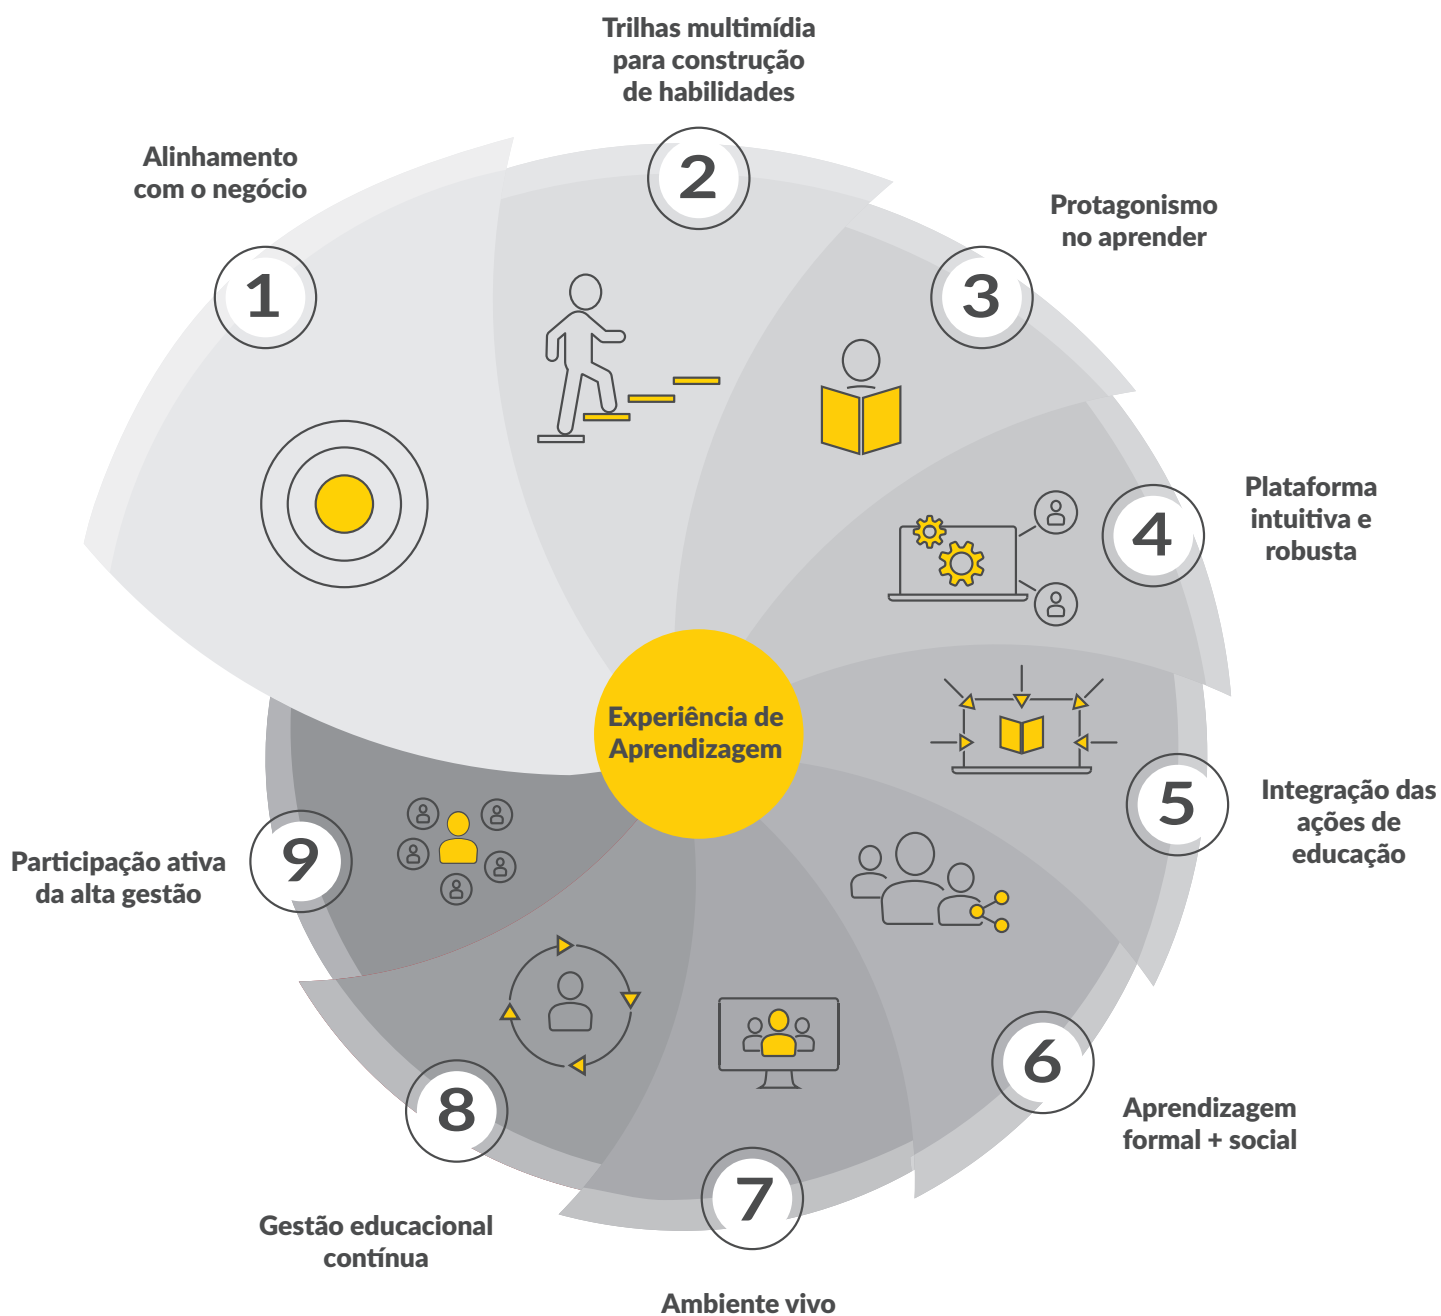 Trilhas multimídia
para construção
de habilidades
2
Alinhamento
com o negócio
1
Protagonismo
no aprender
3
Plataforma
intuitiva e
robusta
4
Experiência de
Aprendizagem
Integração das
ações de
educação
5
Aprendizagem
formal + social
6
Ambiente vivo
7
Gestão educacional
contínua
8
Participação ativa
da alta gestão
9